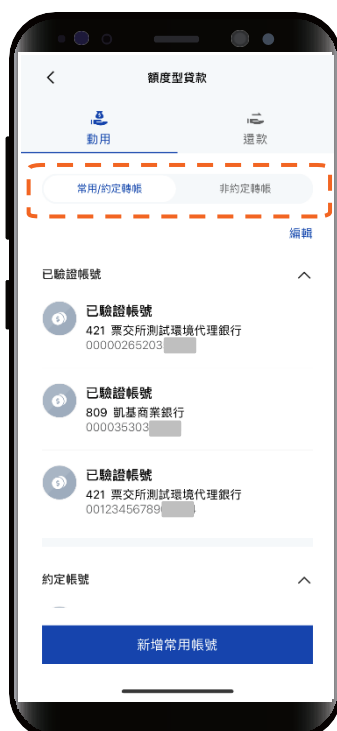 額度型貸款
動用
還款
常用/約定轉帳
非約定轉帳
編輯
已驗證帳號
已驗證帳號
421 票交所測試環境代理銀行
00000265203
已驗證帳號
809 凱基商業銀行
000035303
已驗證帳號
421 票交所測試環境代理銀行
0012345678
約定帳號
新增常用帳號